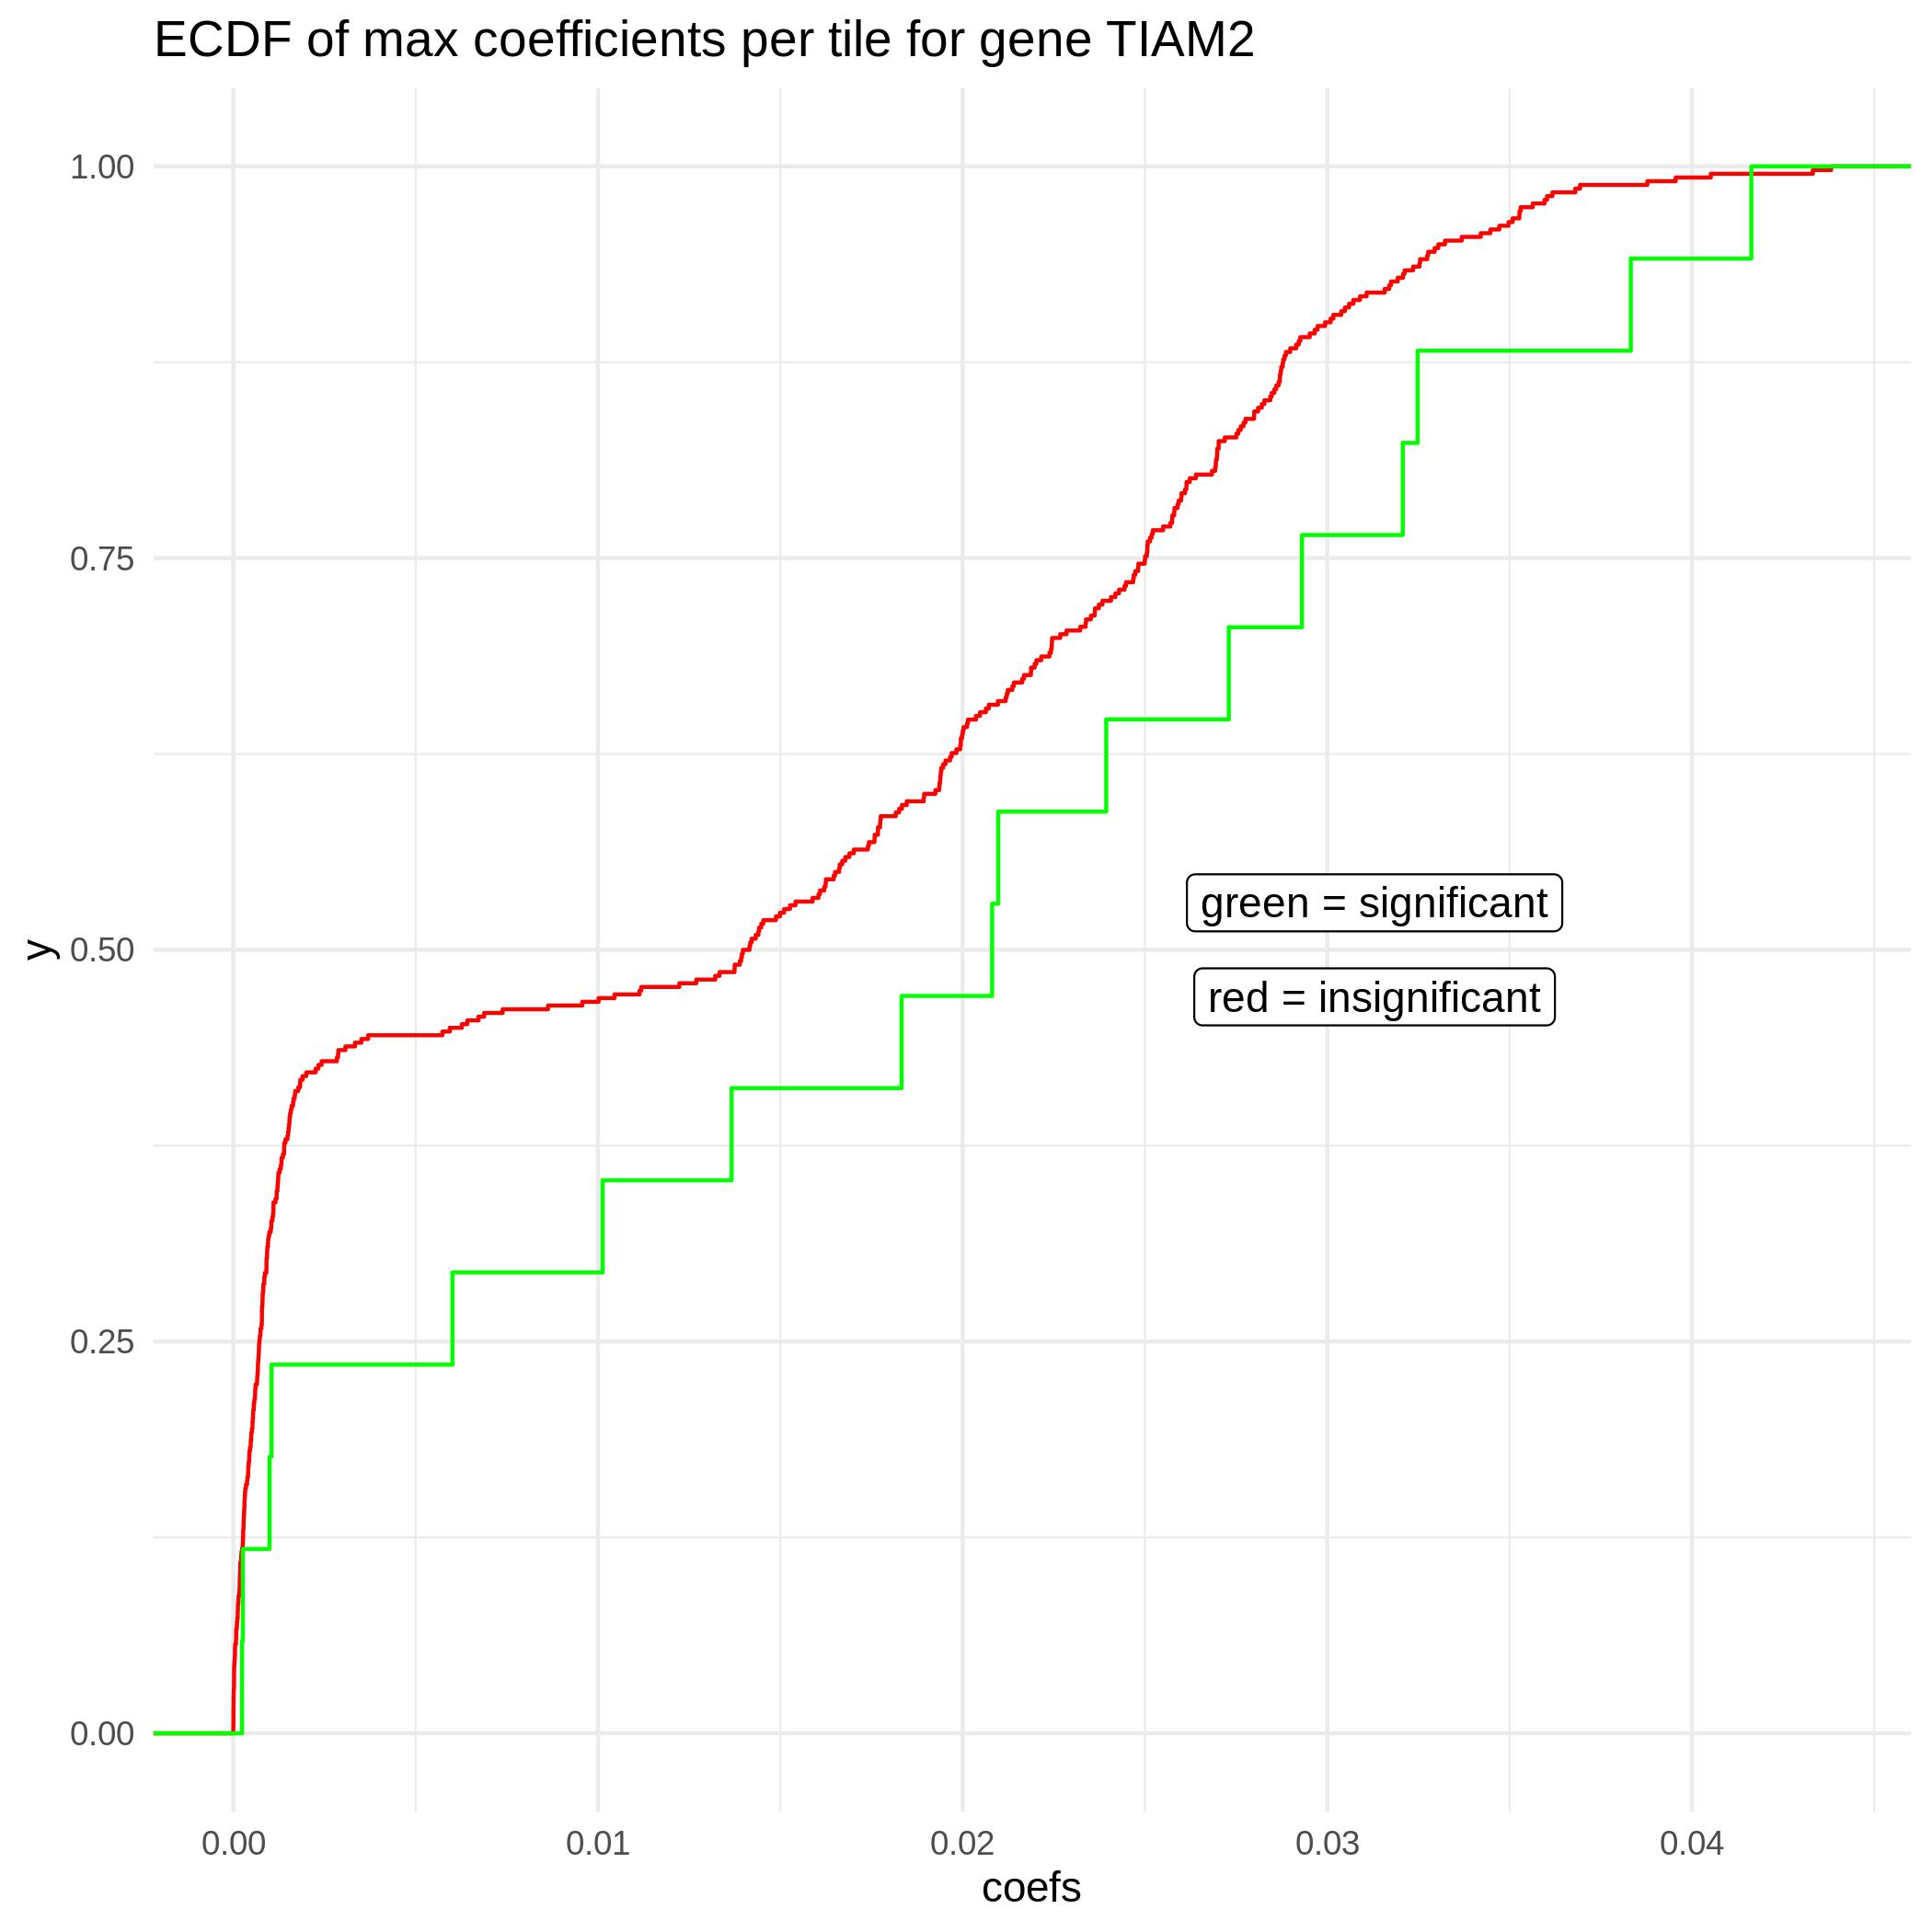 ECDF of max coefficients per tile for gene TIAM2
1.00
0.75
0.50
0.25
0.00
y
green = significant
red = insignificant
0.00 0.01 0.02 0.03 0.04
coefs